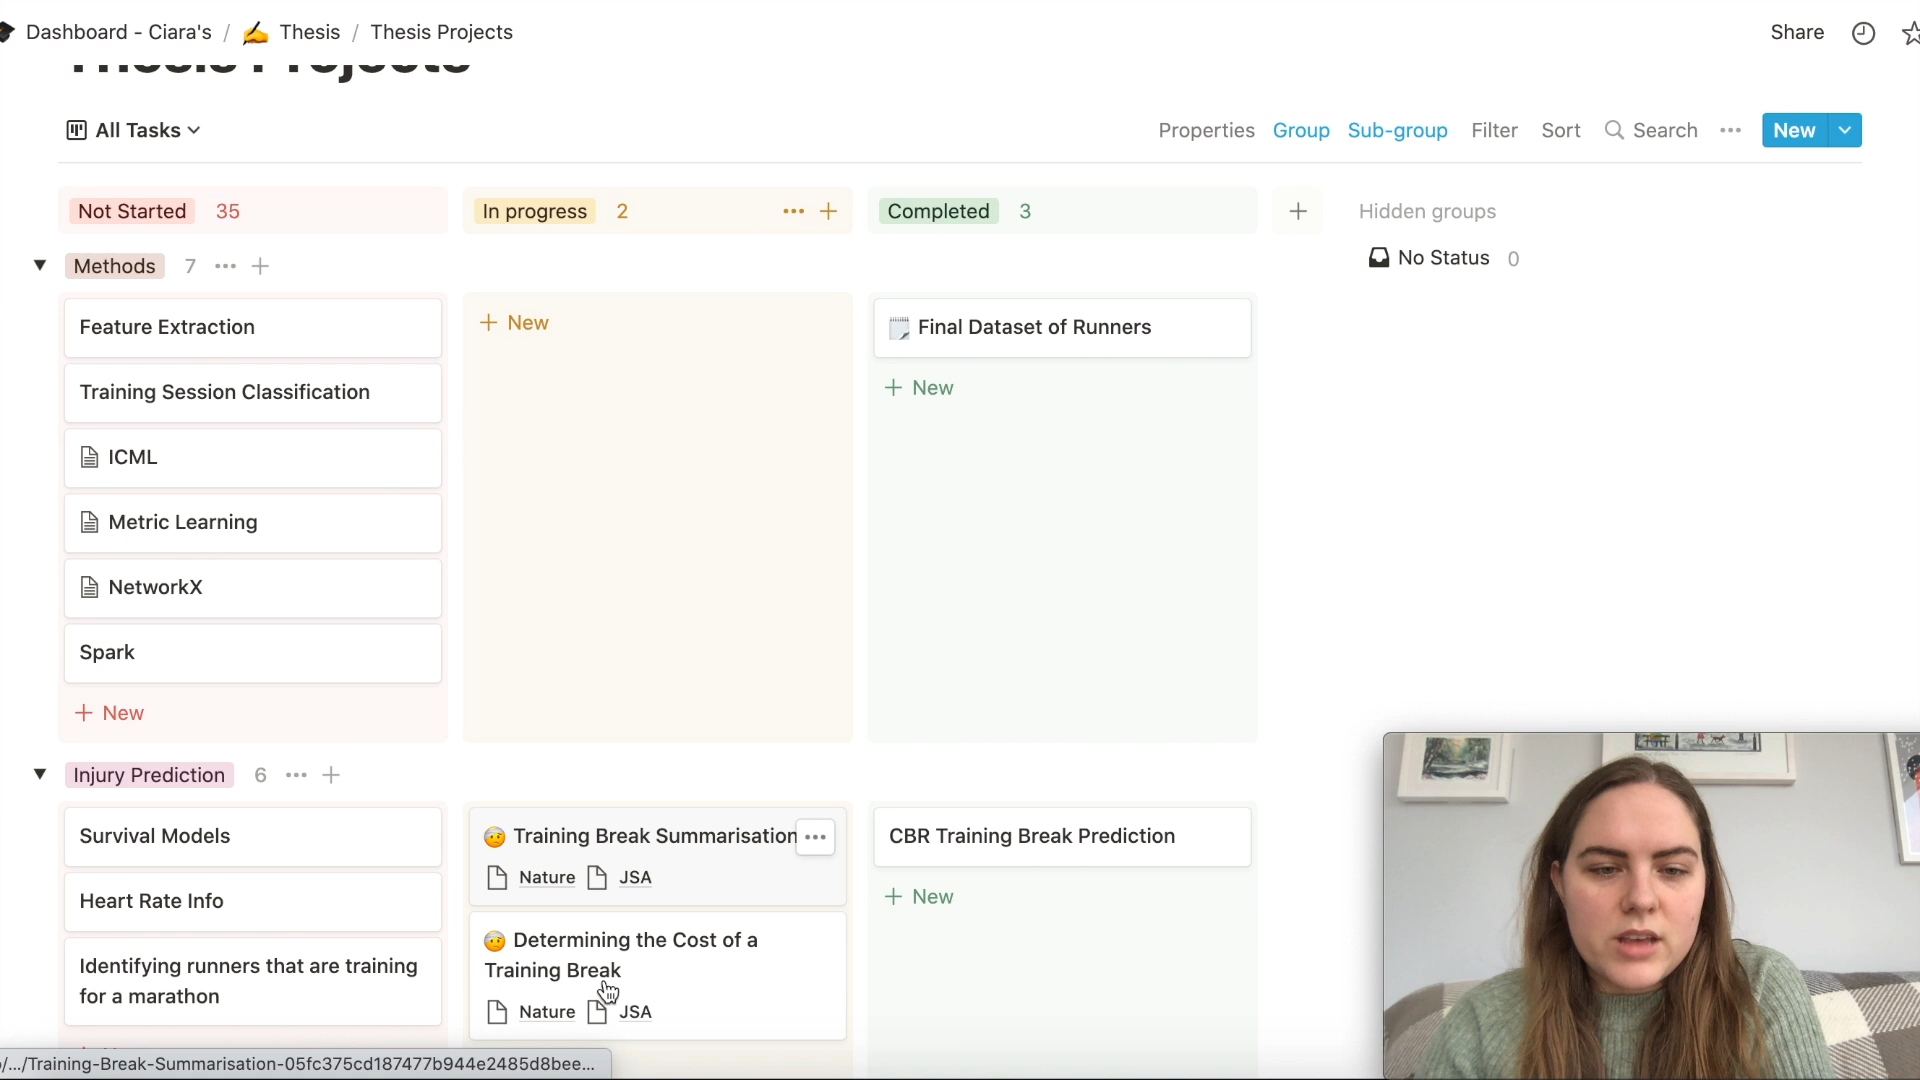 Dashboard - Ciara's / Thesis / Thesis Projects
Share
Thesis Projects
All Tasks
Properties Group Sub-group Filter Sort Search New
Not Started 35
In progress 2
Completed 3
Hidden groups
No Status 0
Methods 7
Feature Extraction
Training Session Classification
ICML
Metric Learning
NetworkX
Spark
+ New
+ New
Final Dataset of Runners
+ New
Injury Prediction 6
Survival Models
Heart Rate Info
Identifying runners that are training
for a marathon
Training Break Summarisation
Nature JSA
Determining the Cost of a
Training Break
Nature JSA
CBR Training Break Prediction
+ New
/.../Training-Break-Summarisation-05fc375cd187477b944e2485d8bee...